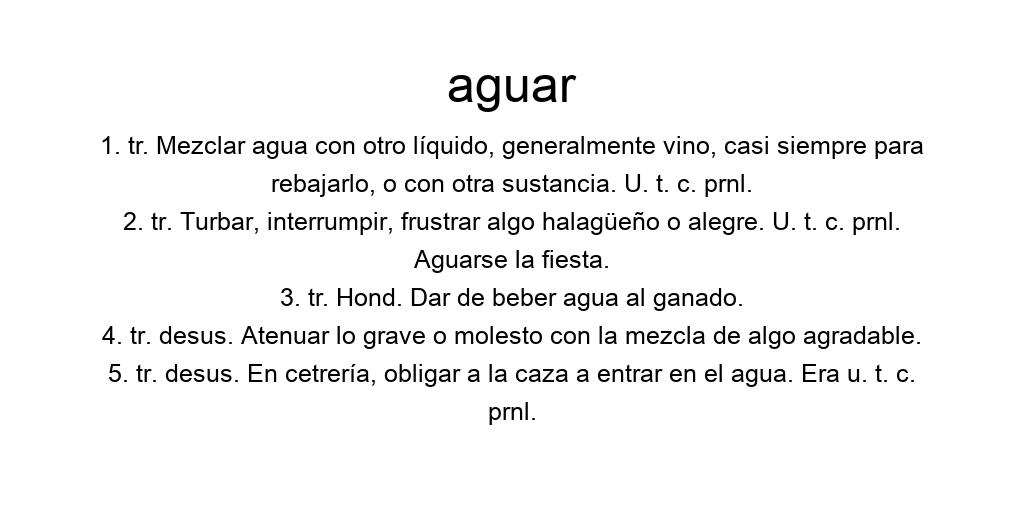 aguar
1. tr. Mezclar agua con otro líquido, generalmente vino, casi siempre para
rebajarlo, o con otra sustancia. U. t. c. prnl.
2. tr. Turbar, interrumpir, frustrar algo halagüeño o alegre. U. t. c. prnl.
Aguarse la fiesta.
3. tr. Hond. Dar de beber agua al ganado.
4. tr. desus. Atenuar lo grave o molesto con la mezcla de algo agradable.
5. tr. desus. En cetrería, obligar a la caza a entrar en el agua. Era u. t. c.
prnl.